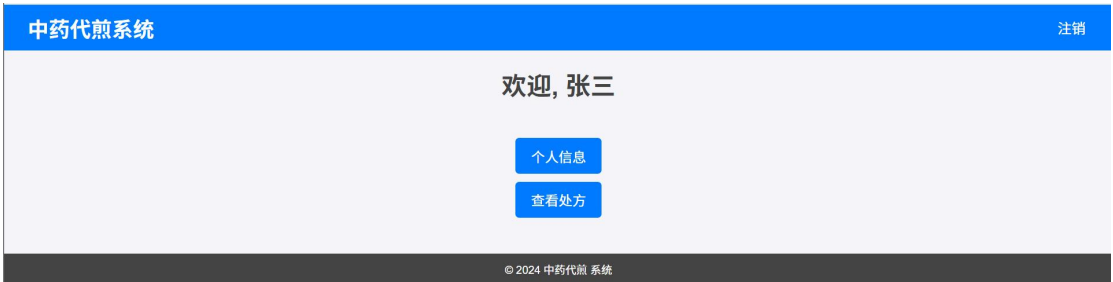 中药代煎系统
注销
欢迎, 张三
个人信息
查看处方
© 2024 中药代煎 系统